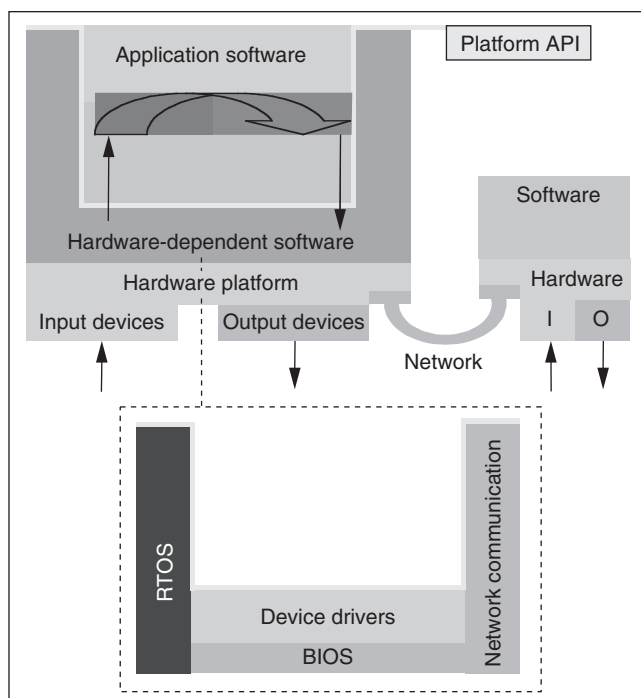 Platform API
Application software
Hardware-dependent software
Hardware platform
Input devices
Output devices
Network
Software
Hardware
I
O
RTOS
Device drivers
BIOS
Network communication